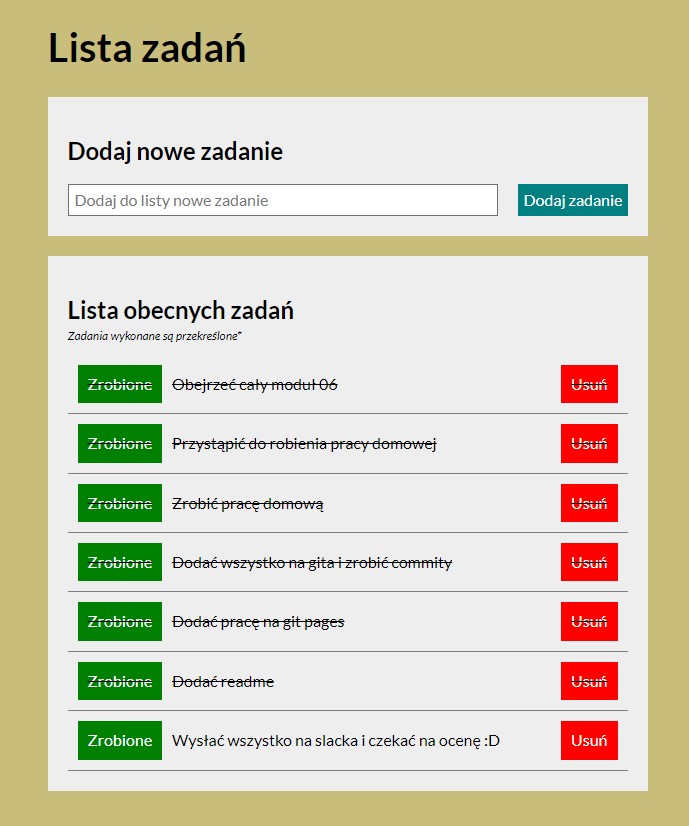 Lista zadań
Dodaj nowe zadanie
Dodaj do listy nowe zadanie Dodaj zadanie
Lista obecnych zadań
Zadania wykonane są przekreślone*
Zrobione Obejrzeć cały moduł 06 Usuń
Zrobione Przystąpić do robienia pracy domowej Usuń
Zrobione Zrobić pracę domową Usuń
Zrobione Dodać wszystko na gita i zrobić commity Usuń
Zrobione Dodać pracę na git pages Usuń
Zrobione Dodać readme Usuń
Zrobione Wysłać wszystko na slacka i czekać na ocenę :D Usuń